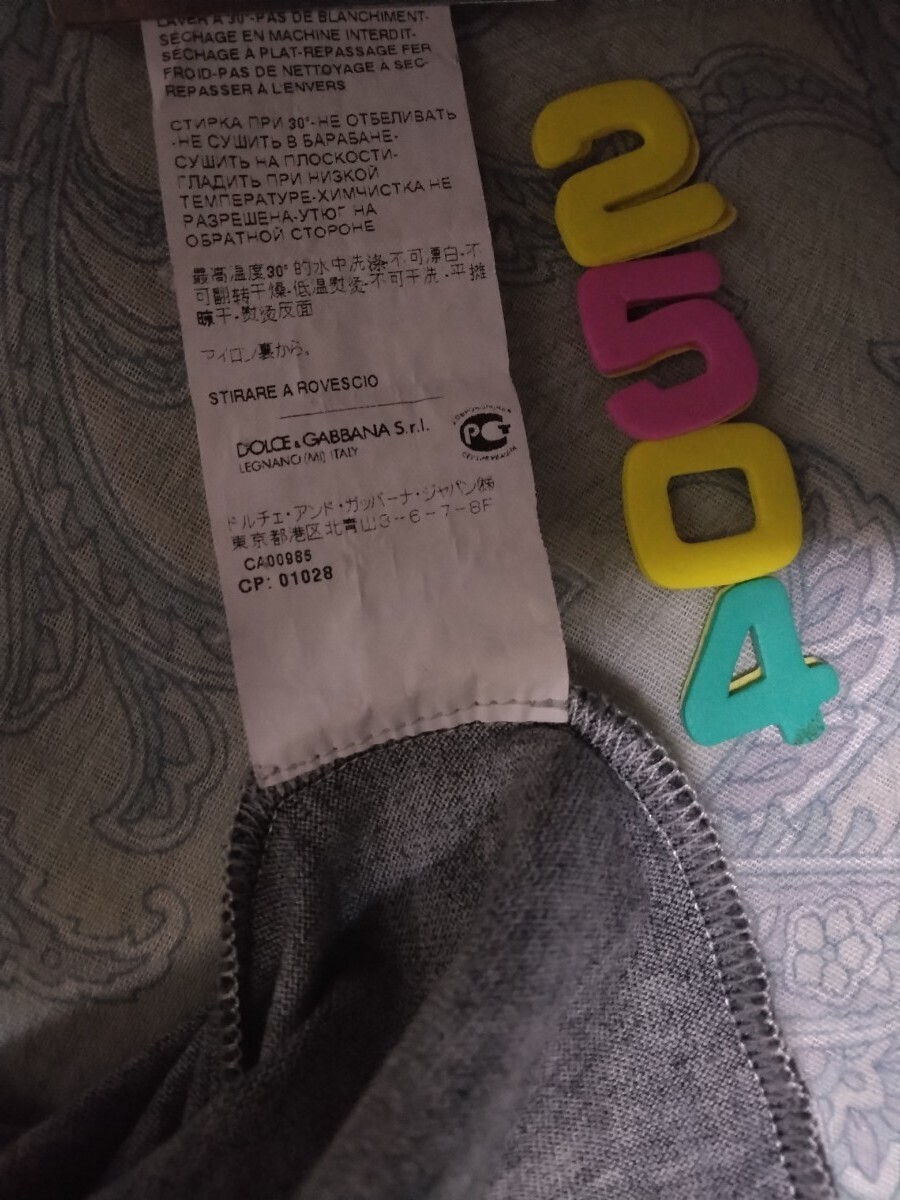 LAVER A 30°-PAS DE BLANCHIMENT-
SÉCHAGE EN MACHINE INTERDIT-
SÉCHAGE À PLAT-REPASSAGE FER
FROID-PAS DE NETTOYAGE A SEC-
REPASSER À L'ENVERS
СТИРКА ПРИ 30°-НЕ ОТБЕЛИВАТЬ
-НЕ СУШИТЬ В БАРАБАНЕ-
СУШИТЬ НА ПЛОСКОСТИ-
ГЛАДИТЬ ПРИ НИЗКОЙ
ТЕМПЕРАТУРЕ-ХИМЧИСТКА НЕ
РАЗРЕШЕНА-УТЮГ НА
ОБРАТНОЙ СТОРОНЕ
最高温度30°的水中洗涤-不可漂白-不
可翻转干燥-低温熨烫-不可干洗-平摊
晾干-熨烫反面
アイロン裏から。
STIRARE A ROVESCIO
DOLCE & GABBANA S.r.l.
LEGNANO (MI) ITALY
РСТ
ドルチェ・アンド・ガッバーナ・ジャパン㈱
東京都港区北青山3-6-7-8F
CA00985
CP: 01028
2
5
0
4